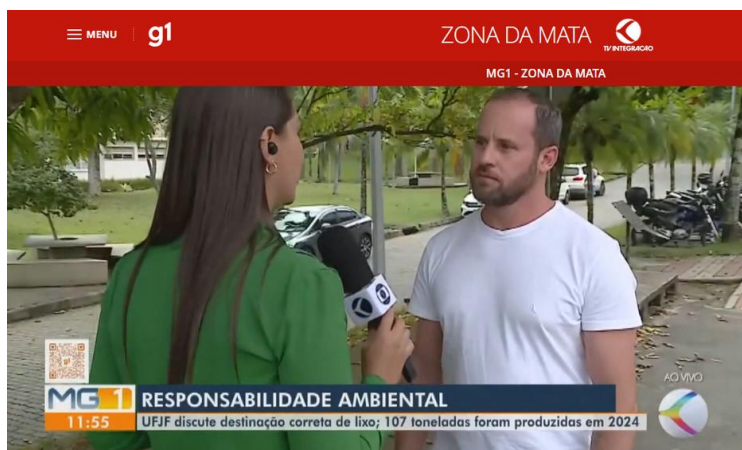 MENU
g1
ZONA DA MATA
TV INTEGRAÇÃO
MG1 - ZONA DA MATA
AO VIVO
MG1
RESPONSABILIDADE AMBIENTAL
11:55
UFJF discute destinação correta de lixo; 107 toneladas foram produzidas em 2024